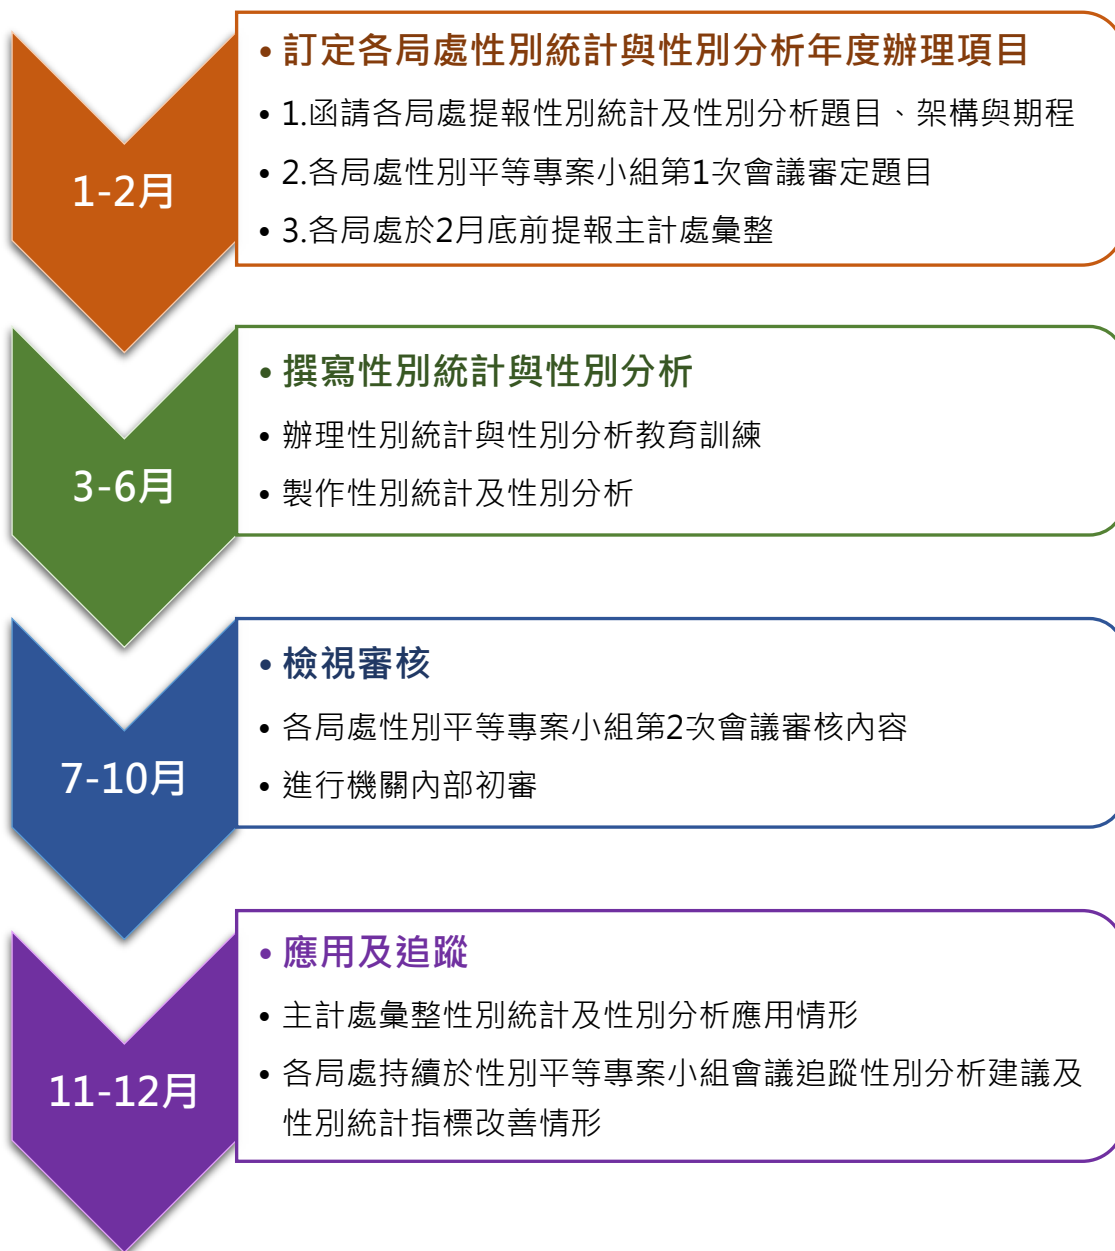 1-2月
• 訂定各局處性別統計與性別分析年度辦理項目
• 1.函請各局處提報性別統計及性別分析題目、架構與期程
• 2.各局處性別平等專案小組第1次會議審定題目
• 3.各局處於2月底前提報主計處彙整
3-6月
• 撰寫性別統計與性別分析
• 辦理性別統計與性別分析教育訓練
• 製作性別統計及性別分析
7-10月
• 檢視審核
• 各局處性別平等專案小組第2次會議審核內容
• 進行機關內部初審
11-12月
• 應用及追蹤
• 主計處彙整性別統計及性別分析應用情形
• 各局處持續於性別平等專案小組會議追蹤性別分析建議及
性別統計指標改善情形